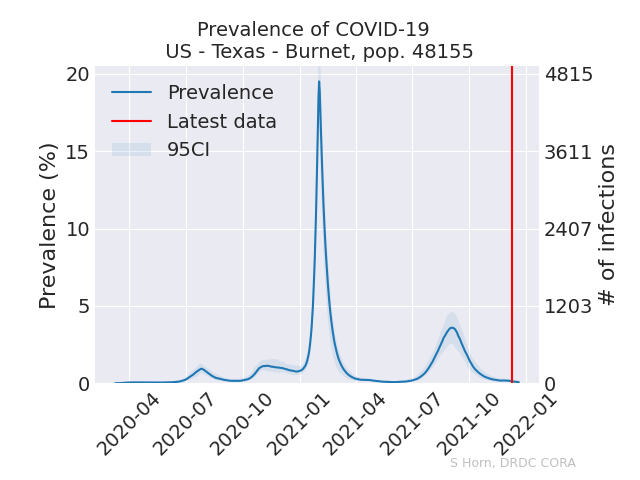 Prevalence of COVID-19
US - Texas - Burnet, pop. 48155
Prevalence
Latest data
95CI
Prevalence (%)
20
15
10
5
0
4815
3611
2407
1203
0
# of infections
2020-04
2020-07
2020-10
2021-01
2021-04
2021-07
2021-10
2022-01
S Horn, DRDC CORA